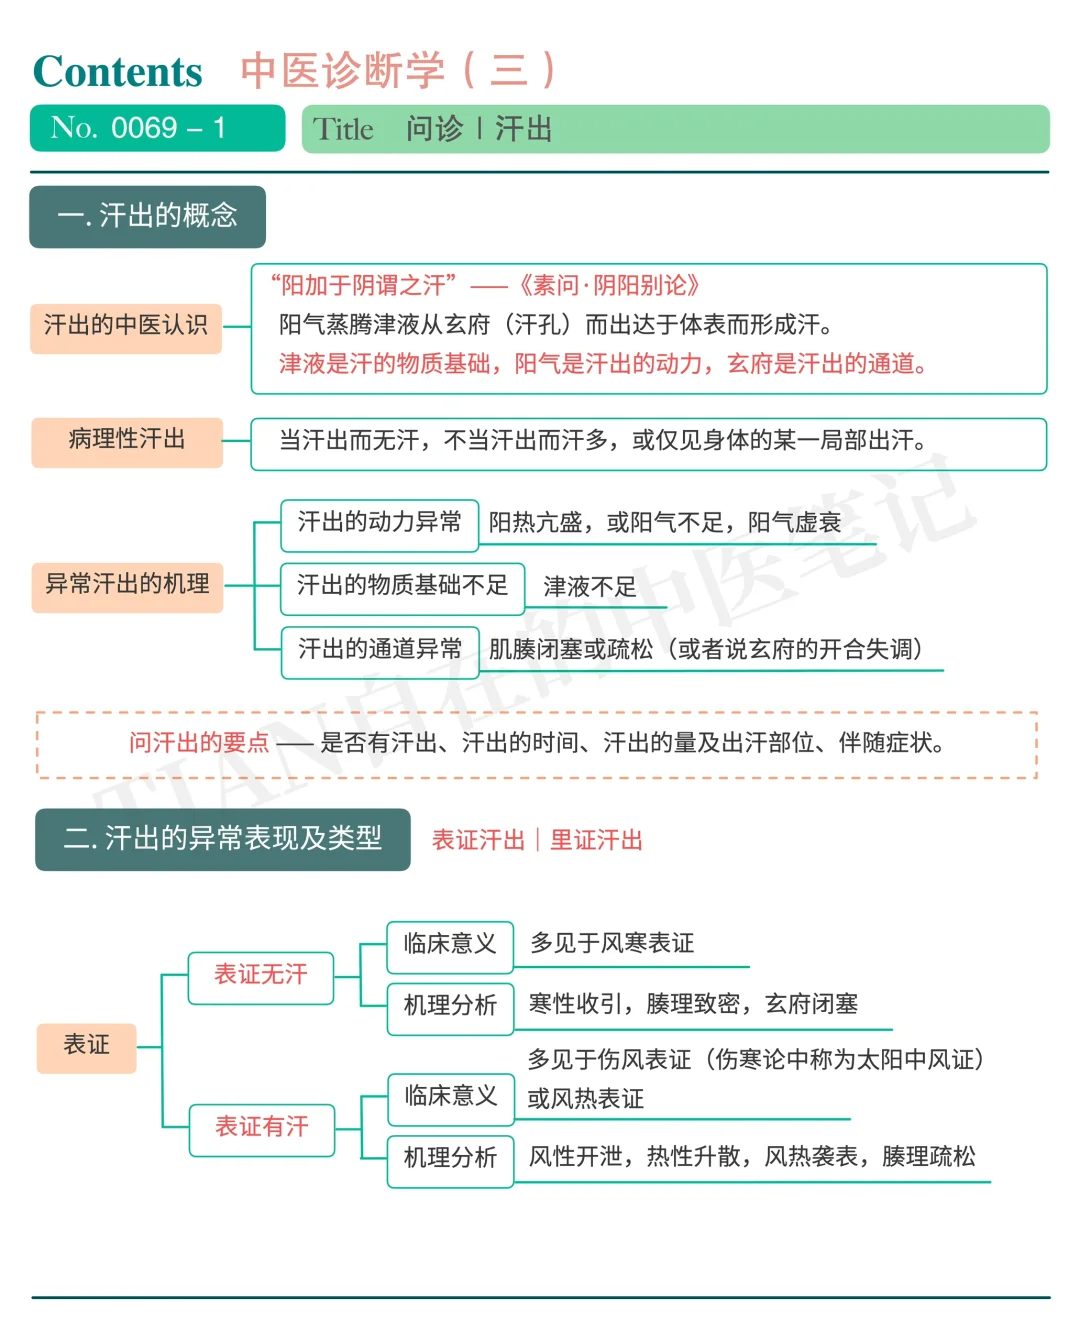 Contents 中医诊断学（三）
No. 0069 – 1
Title 问诊 | 汗出
一. 汗出的概念
汗出的中医认识
“阳加于阴谓之汗” ——《素问·阴阳别论》
阳气蒸腾津液从玄府（汗孔）而出达于体表而形成汗。
津液是汗的物质基础，阳气是汗出的动力，玄府是汗出的通道。
病理性汗出
当汗出而无汗，不当汗出而汗多，或仅见身体的某一局部出汗。
异常汗出的机理
汗出的动力异常 阳热亢盛，或阳气不足，阳气虚衰
汗出的物质基础不足 津液不足
汗出的通道异常 肌腠闭塞或疏松（或者说玄府的开合失调）
问汗出的要点 —— 是否有汗出、汗出的时间、汗出的量及出汗部位、伴随症状。
二. 汗出的异常表现及类型 表证汗出｜里证汗出
表证
表证无汗
临床意义 多见于风寒表证
机理分析 寒性收引，腠理致密，玄府闭塞
表证有汗
临床意义 多见于伤风表证（伤寒论中称为太阳中风证）
或风热表证
机理分析 风性开泄，热性升散，风热袭表，腠理疏松
TIAN自在的中医笔记